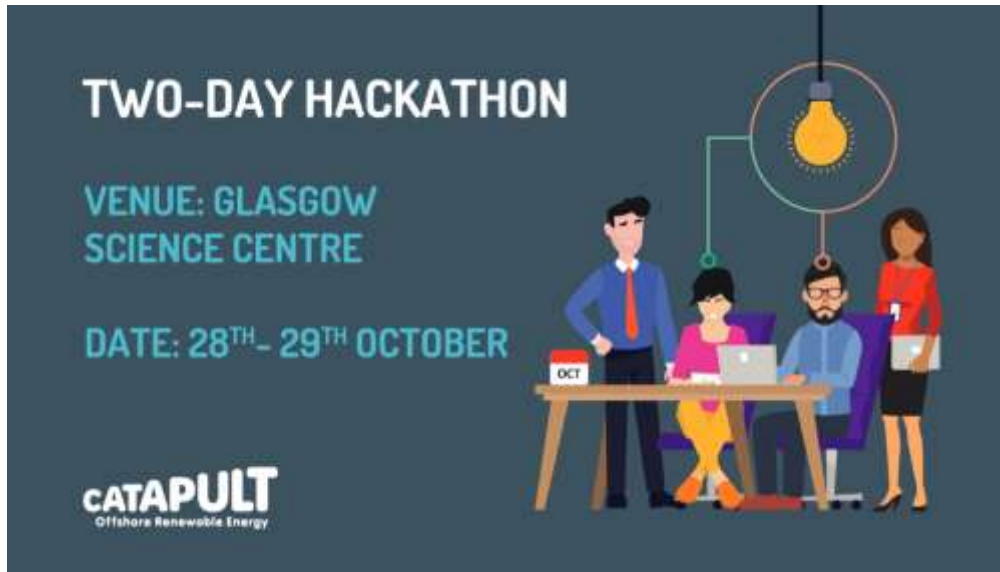 TWO-DAY HACKATHON
VENUE: GLASGOW
SCIENCE CENTRE
DATE: 28TH- 29TH OCTOBER
OCT
CATAPULT
Offshore Renewable Energy